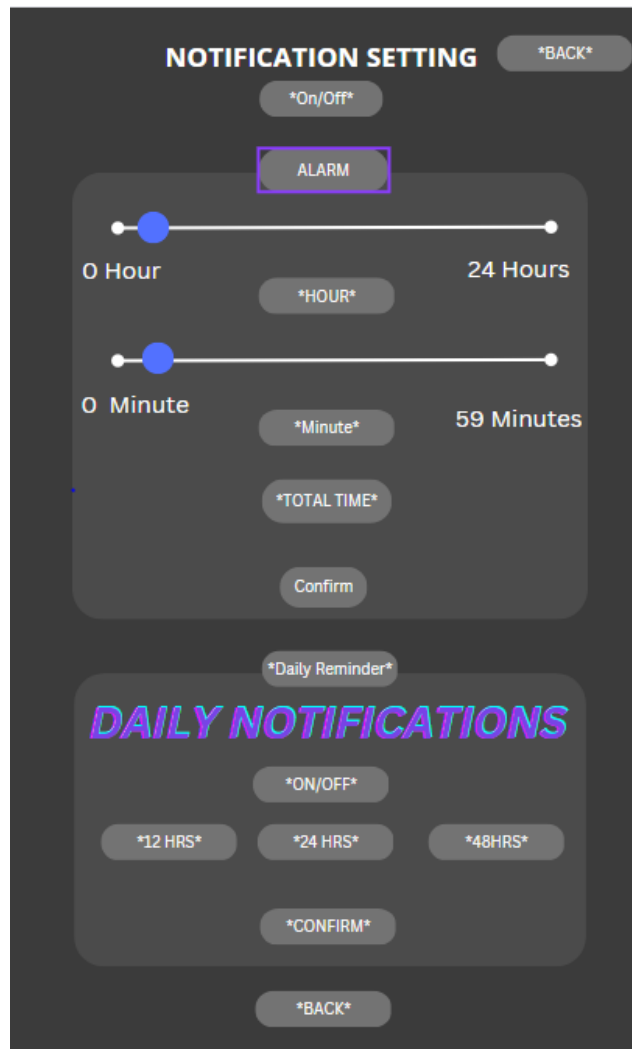 NOTIFICATION SETTING *BACK*
*On/Off*
ALARM
0 Hour 24 Hours
*HOUR*
0 Minute 59 Minutes
*Minute*
*TOTAL TIME*
Confirm
*Daily Reminder*
DAILY NOTIFICATIONS
*ON/OFF*
*12 HRS* *24 HRS* *48HRS*
*CONFIRM*
*BACK*